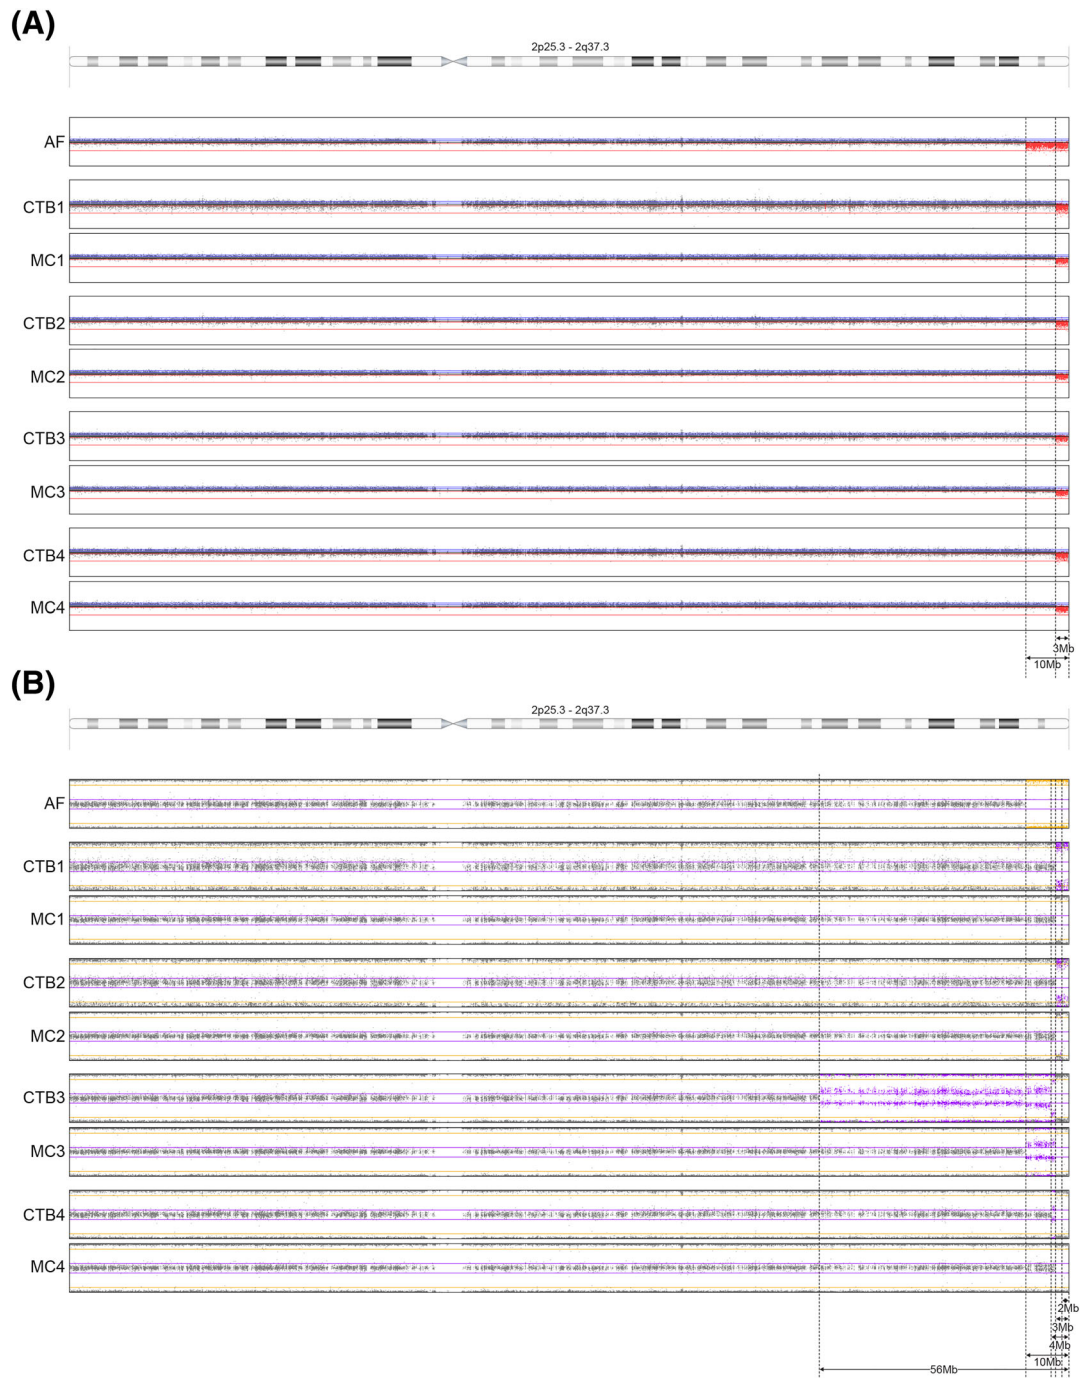 (A)
2p25.3 - 2q37.3
AF
CTB1
MC1
CTB2
MC2
CTB3
MC3
CTB4
MC4
3Mb
10Mb
(B)
2p25.3 - 2q37.3
AF
CTB1
MC1
CTB2
MC2
CTB3
MC3
CTB4
MC4
2Mb
3Mb
4Mb
10Mb
56Mb